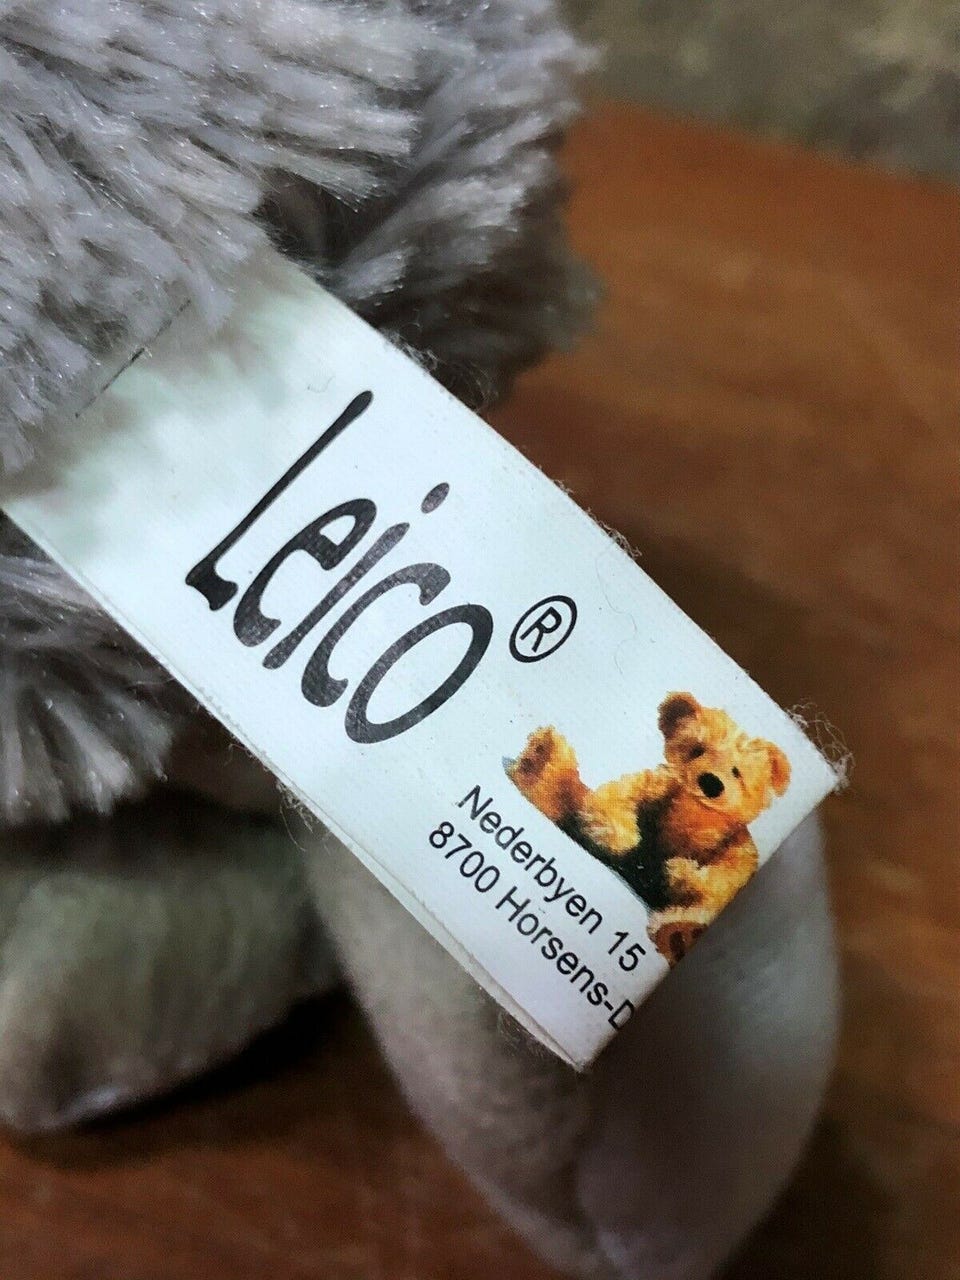 Leico®
Nederbyen 15
8700 Horsens-D